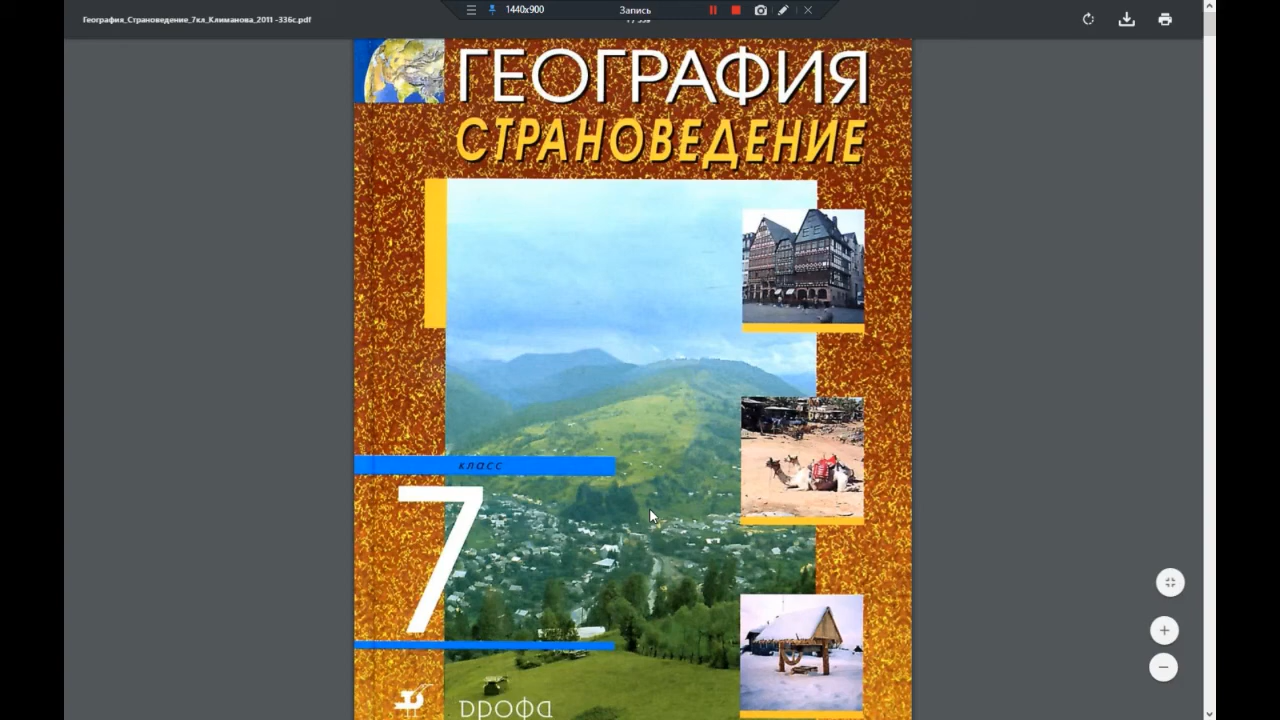 География_Страноведение_7кл_Климанова_2011 -336с.pdf
1440x900
Запись
ГЕОГРАФИЯ
СТРАНОВЕДЕНИЕ
класс
7
дрофа